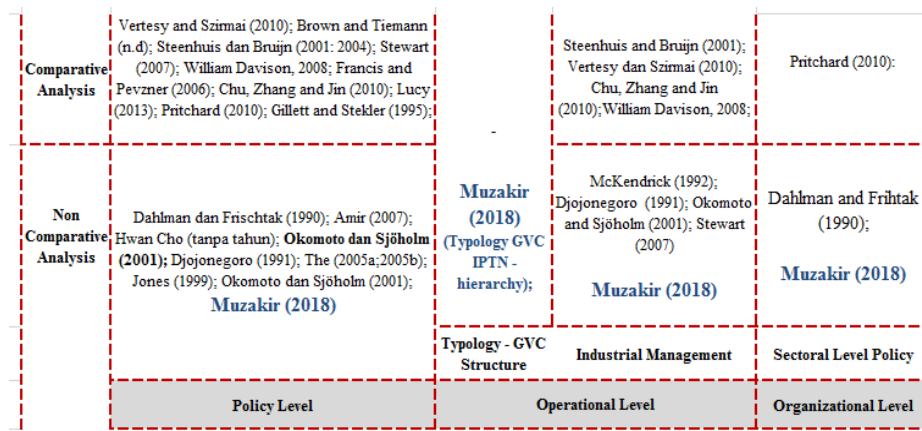 Comparative
Analysis
Vertesy and Szirmai (2010); Brown and Tiemann
(n.d); Steenhuis dan Bruijn (2001: 2004); Stewart
(2007); William Davison, 2008; Francis and
Pevzner (2006); Chu, Zhang and Jin (2010); Lucy
(2013); Pritchard (2010); Gillett and Stekler (1995);
-
Steenhuis and Bruijn (2001);
Vertesy dan Szirmai (2010);
Chu, Zhang and Jin
(2010);William Davison, 2008;
Pritchard (2010):
Non
Comparative
Analysis
Dahlman dan Frischtak (1990); Amir (2007);
Hwan Cho (tanpa tahun); Okomoto dan Sjöholm
(2001); Djojonegoro (1991); The (2005a;2005b);
Jones (1999); Okomoto dan Sjöholm (2001);
Muzakir (2018)
Muzakir
(2018)
(Typology GVC
IPTN -
hierarchy);
McKendrick (1992);
Djojonegoro (1991); Okomoto
and Sjöholm (2001); Stewart
(2007)
Muzakir (2018)
Dahlman and Frihtak
(1990);
Muzakir (2018)
Typology - GVC
Structure
Industrial Management
Sectoral Level Policy
Policy Level
Operational Level
Organizational Level